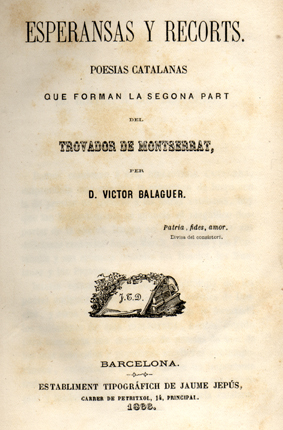 ESPERANSAS Y RECORTS.
POESIAS CATALANAS
QUE FORMAN LA SEGONA PART
DEL
TROVADOR DE MONTSERRAT,
PER
D. VICTOR BALAGUER.
Patria, fides, amor.
Divisa del consistori.
J.T.D.
BARCELONA.
ESTABLIMENT TIPOGRÁFICH DE JAUME JEPÚS,
CARRER DE PETRITXOL, 14, PRINCIPAL.